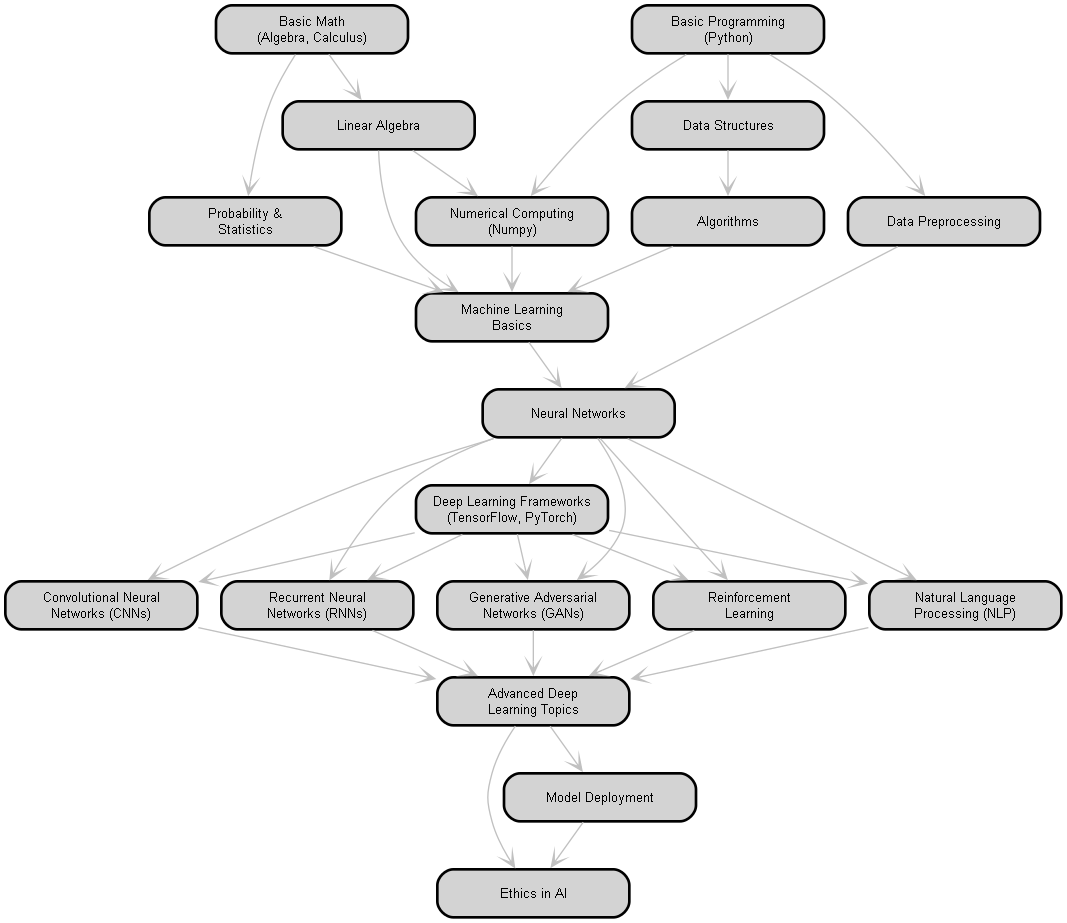 Basic Math
(Algebra, Calculus)
Basic Programming
(Python)
Linear Algebra
Data Structures
Probability &
Statistics
Numerical Computing
(Numpy)
Algorithms
Data Preprocessing
Machine Learning
Basics
Neural Networks
Deep Learning Frameworks
(TensorFlow, PyTorch)
Convolutional Neural
Networks (CNNs)
Recurrent Neural
Networks (RNNs)
Generative Adversarial
Networks (GANs)
Reinforcement
Learning
Natural Language
Processing (NLP)
Advanced Deep
Learning Topics
Model Deployment
Ethics in AI